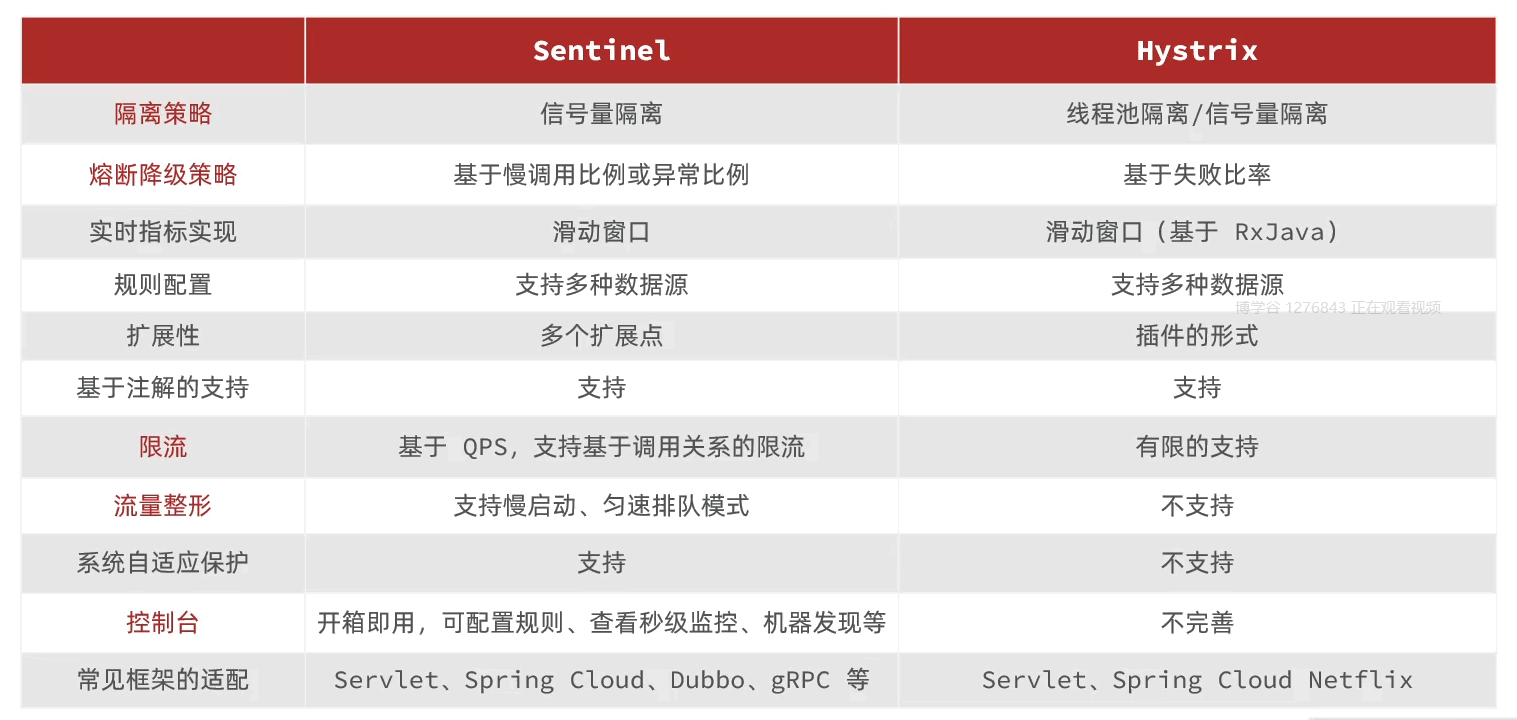 Sentinel Hystrix
隔离策略 信号量隔离 线程池隔离/信号量隔离
熔断降级策略 基于慢调用比例或异常比例 基于失败比率
实时指标实现 滑动窗口 滑动窗口（基于 RxJava）
规则配置 支持多种数据源 支持多种数据源
博学谷 1276843 正在观看视频
扩展性 多个扩展点 插件的形式
基于注解的支持 支持 支持
限流 基于 QPS，支持基于调用关系的限流 有限的支持
流量整形 支持慢启动、匀速排队模式 不支持
系统自适应保护 支持 不支持
控制台 开箱即用，可配置规则、查看秒级监控、机器发现等 不完善
常见框架的适配 Servlet、Spring Cloud、Dubbo、gRPC 等 Servlet、Spring Cloud Netflix